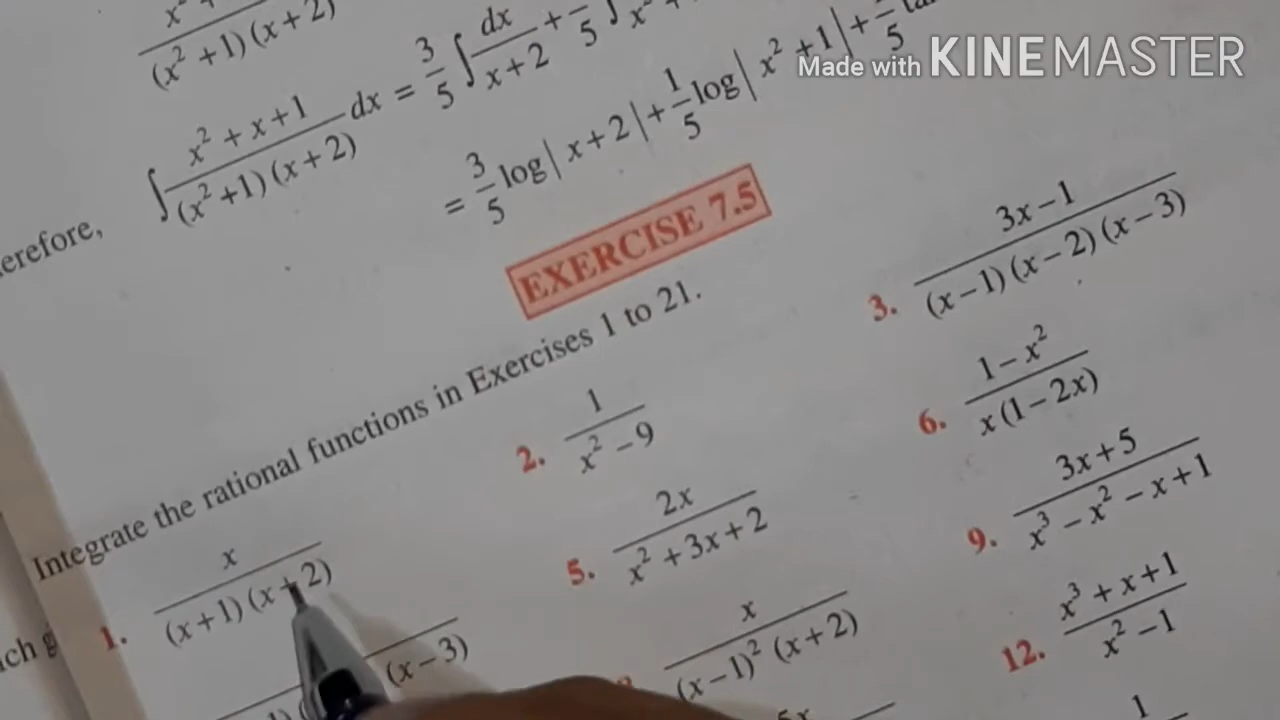 (x² +1) (x + 2)
∫ x² + x + 1 / (x² +1) (x + 2) dx = 3/5 ∫ dx / x + 2 +
Made with KINEMASTER
= 3/5 log| x + 2 | + 1/5 log| x² +1 | +
EXERCISE 7.5
Integrate the rational functions in Exercises 1 to 21.
1. x / (x + 1) (x + 2)
2. 1 / x² – 9
3. 3x – 1 / (x – 1) (x – 2) (x – 3)
(x – 3)
5. 2x / x² + 3x + 2
6. 1 – x² / x (1 – 2x)
x / (x – 1)² (x + 2)
9. 3x + 5 / x³ – x² – x + 1
12. x³ + x + 1 / x² – 1
5x
1